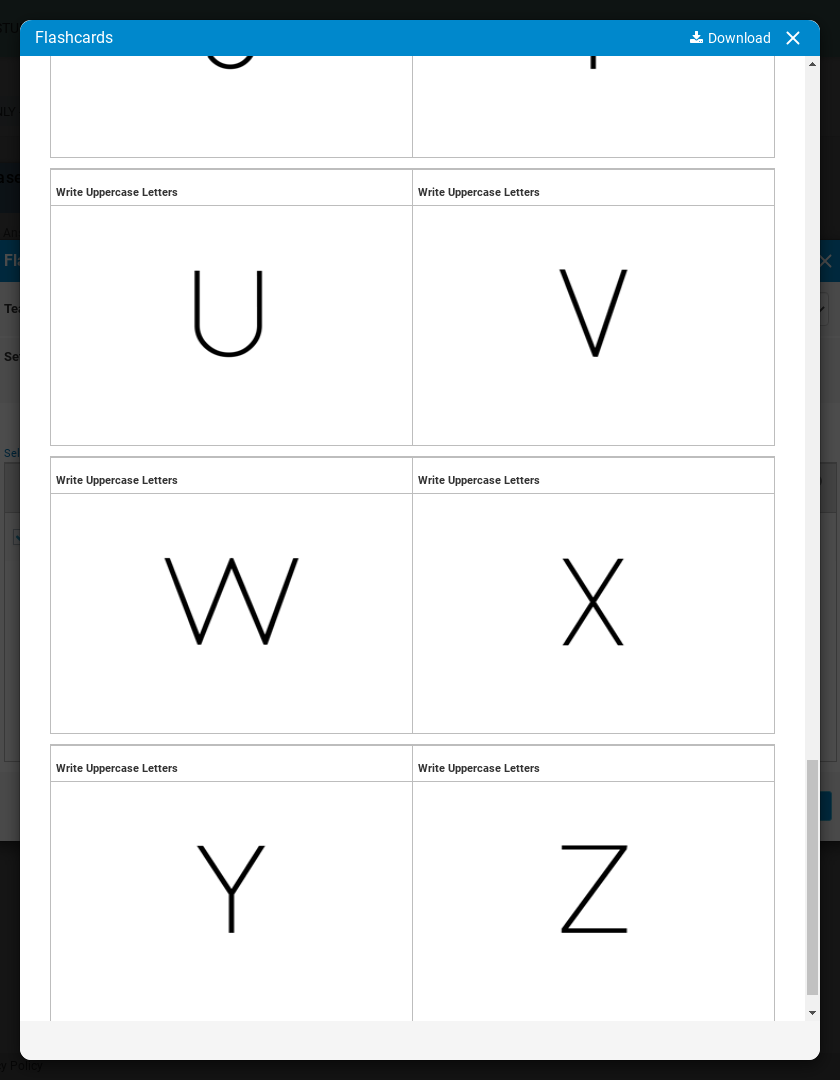 Flashcards
Download
Write Uppercase Letters
Write Uppercase Letters
U
V
Write Uppercase Letters
Write Uppercase Letters
W
X
Write Uppercase Letters
Write Uppercase Letters
Y
Z